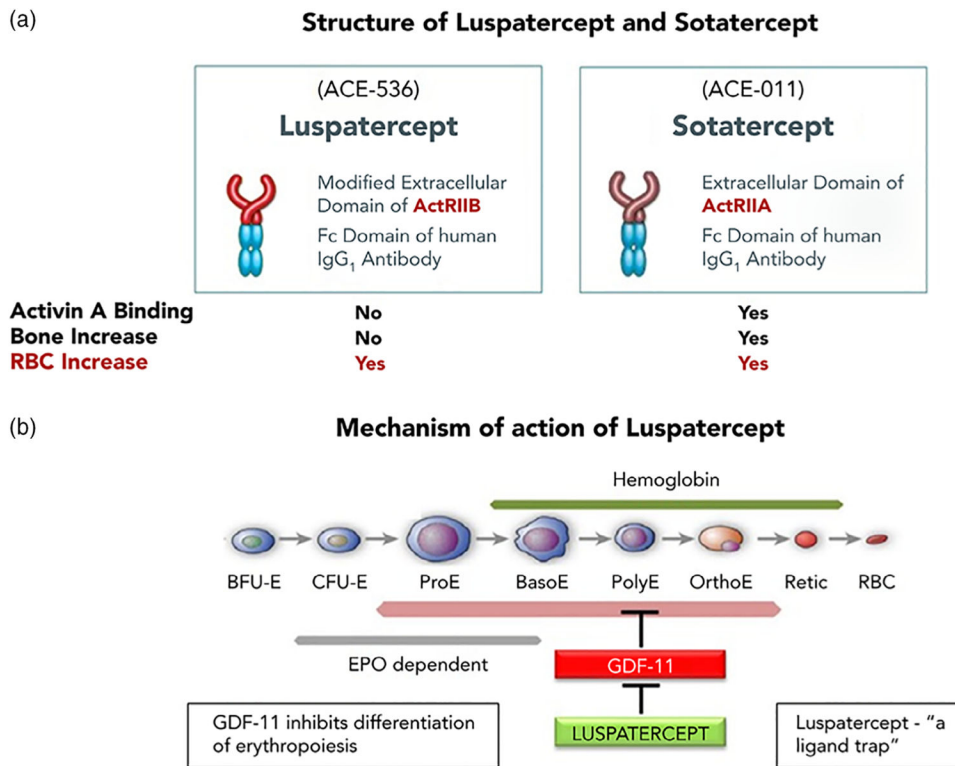 (a)
Structure of Luspatercept and Sotatercept
(ACE-536)
Luspatercept
Modified Extracellular
Domain of ActRIIB
Fc Domain of human
IgG₁ Antibody
(ACE-011)
Sotatercept
Extracellular Domain of
ActRIIA
Fc Domain of human
IgG₁ Antibody
Activin A Binding No Yes
Bone Increase No Yes
RBC Increase Yes Yes
(b)
Mechanism of action of Luspatercept
Hemoglobin
BFU-E CFU-E ProE BasoE PolyE OrthoE Retic RBC
EPO dependent
GDF-11
LUSPATERCEPT
GDF-11 inhibits differentiation
of erythropoiesis
Luspatercept - “a
ligand trap”